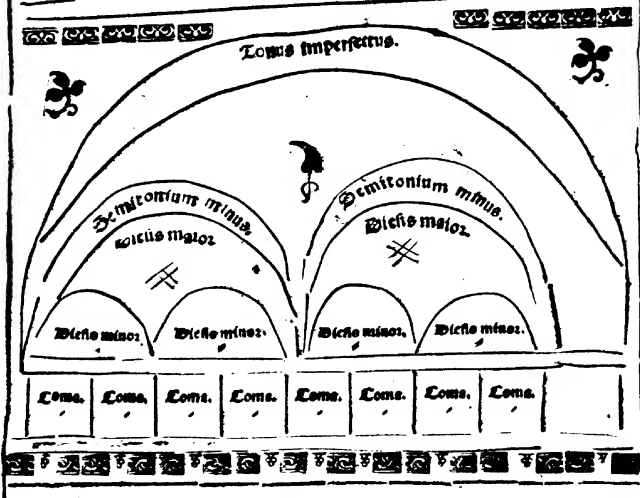 Tonus imperfectus.
Semitonium minus.
Semitonium minus.
Diesis maior
Diesis maior.
Diesis minor.
Diesis minor.
Diesis minor.
Diesis minor.
Coma.
Coma.
Coma.
Coma.
Coma.
Coma.
Coma.
Coma.